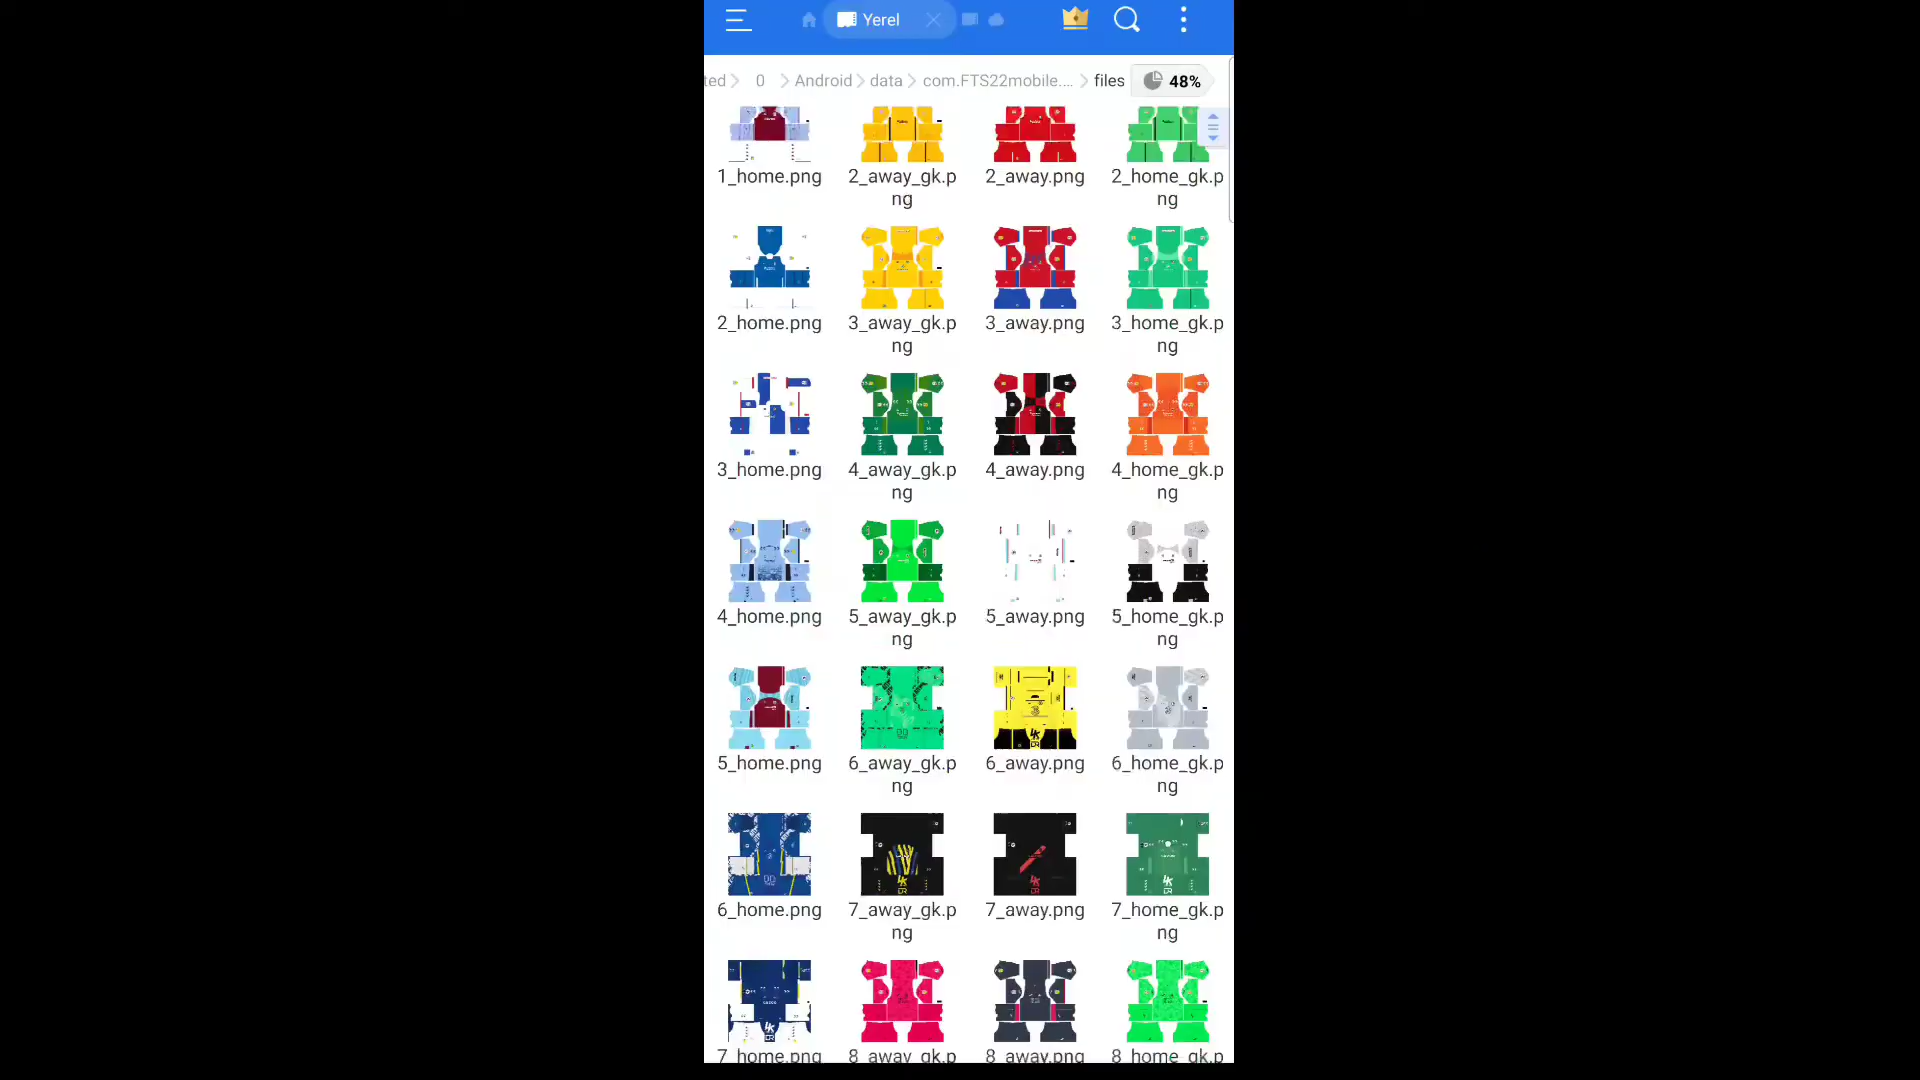 Yerel
ted
0
Android
data
com.FTS22mobile....
files
48%
1_home.png
2_away_gk.p
ng
2_away.png
2_home_gk.p
ng
2_home.png
3_away_gk.p
ng
3_away.png
3_home_gk.p
ng
3_home.png
4_away_gk.p
ng
4_away.png
4_home_gk.p
ng
4_home.png
5_away_gk.p
ng
5_away.png
5_home_gk.p
ng
5_home.png
6_away_gk.p
ng
6_away.png
6_home_gk.p
ng
6_home.png
7_away_gk.p
ng
7_away.png
7_home_gk.p
ng
7_home.png
8_away_gk.p
8_away.png
8_home_gk.p